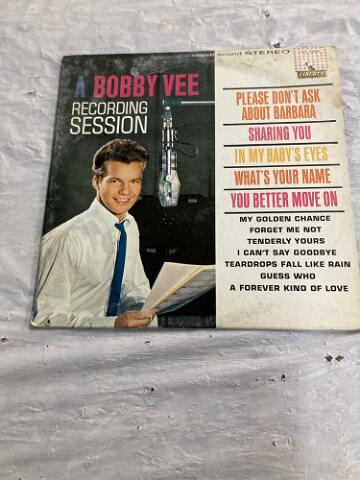 Visual Sound STEREO
LIBERTY
A BOBBY VEE
RECORDING
SESSION
PLEASE DON'T ASK
ABOUT BARBARA
SHARING YOU
IN MY BABY'S EYES
WHAT'S YOUR NAME
YOU BETTER MOVE ON
MY GOLDEN CHANCE
FORGET ME NOT
TENDERLY YOURS
I CAN'T SAY GOODBYE
TEARDROPS FALL LIKE RAIN
GUESS WHO
A FOREVER KIND OF LOVE